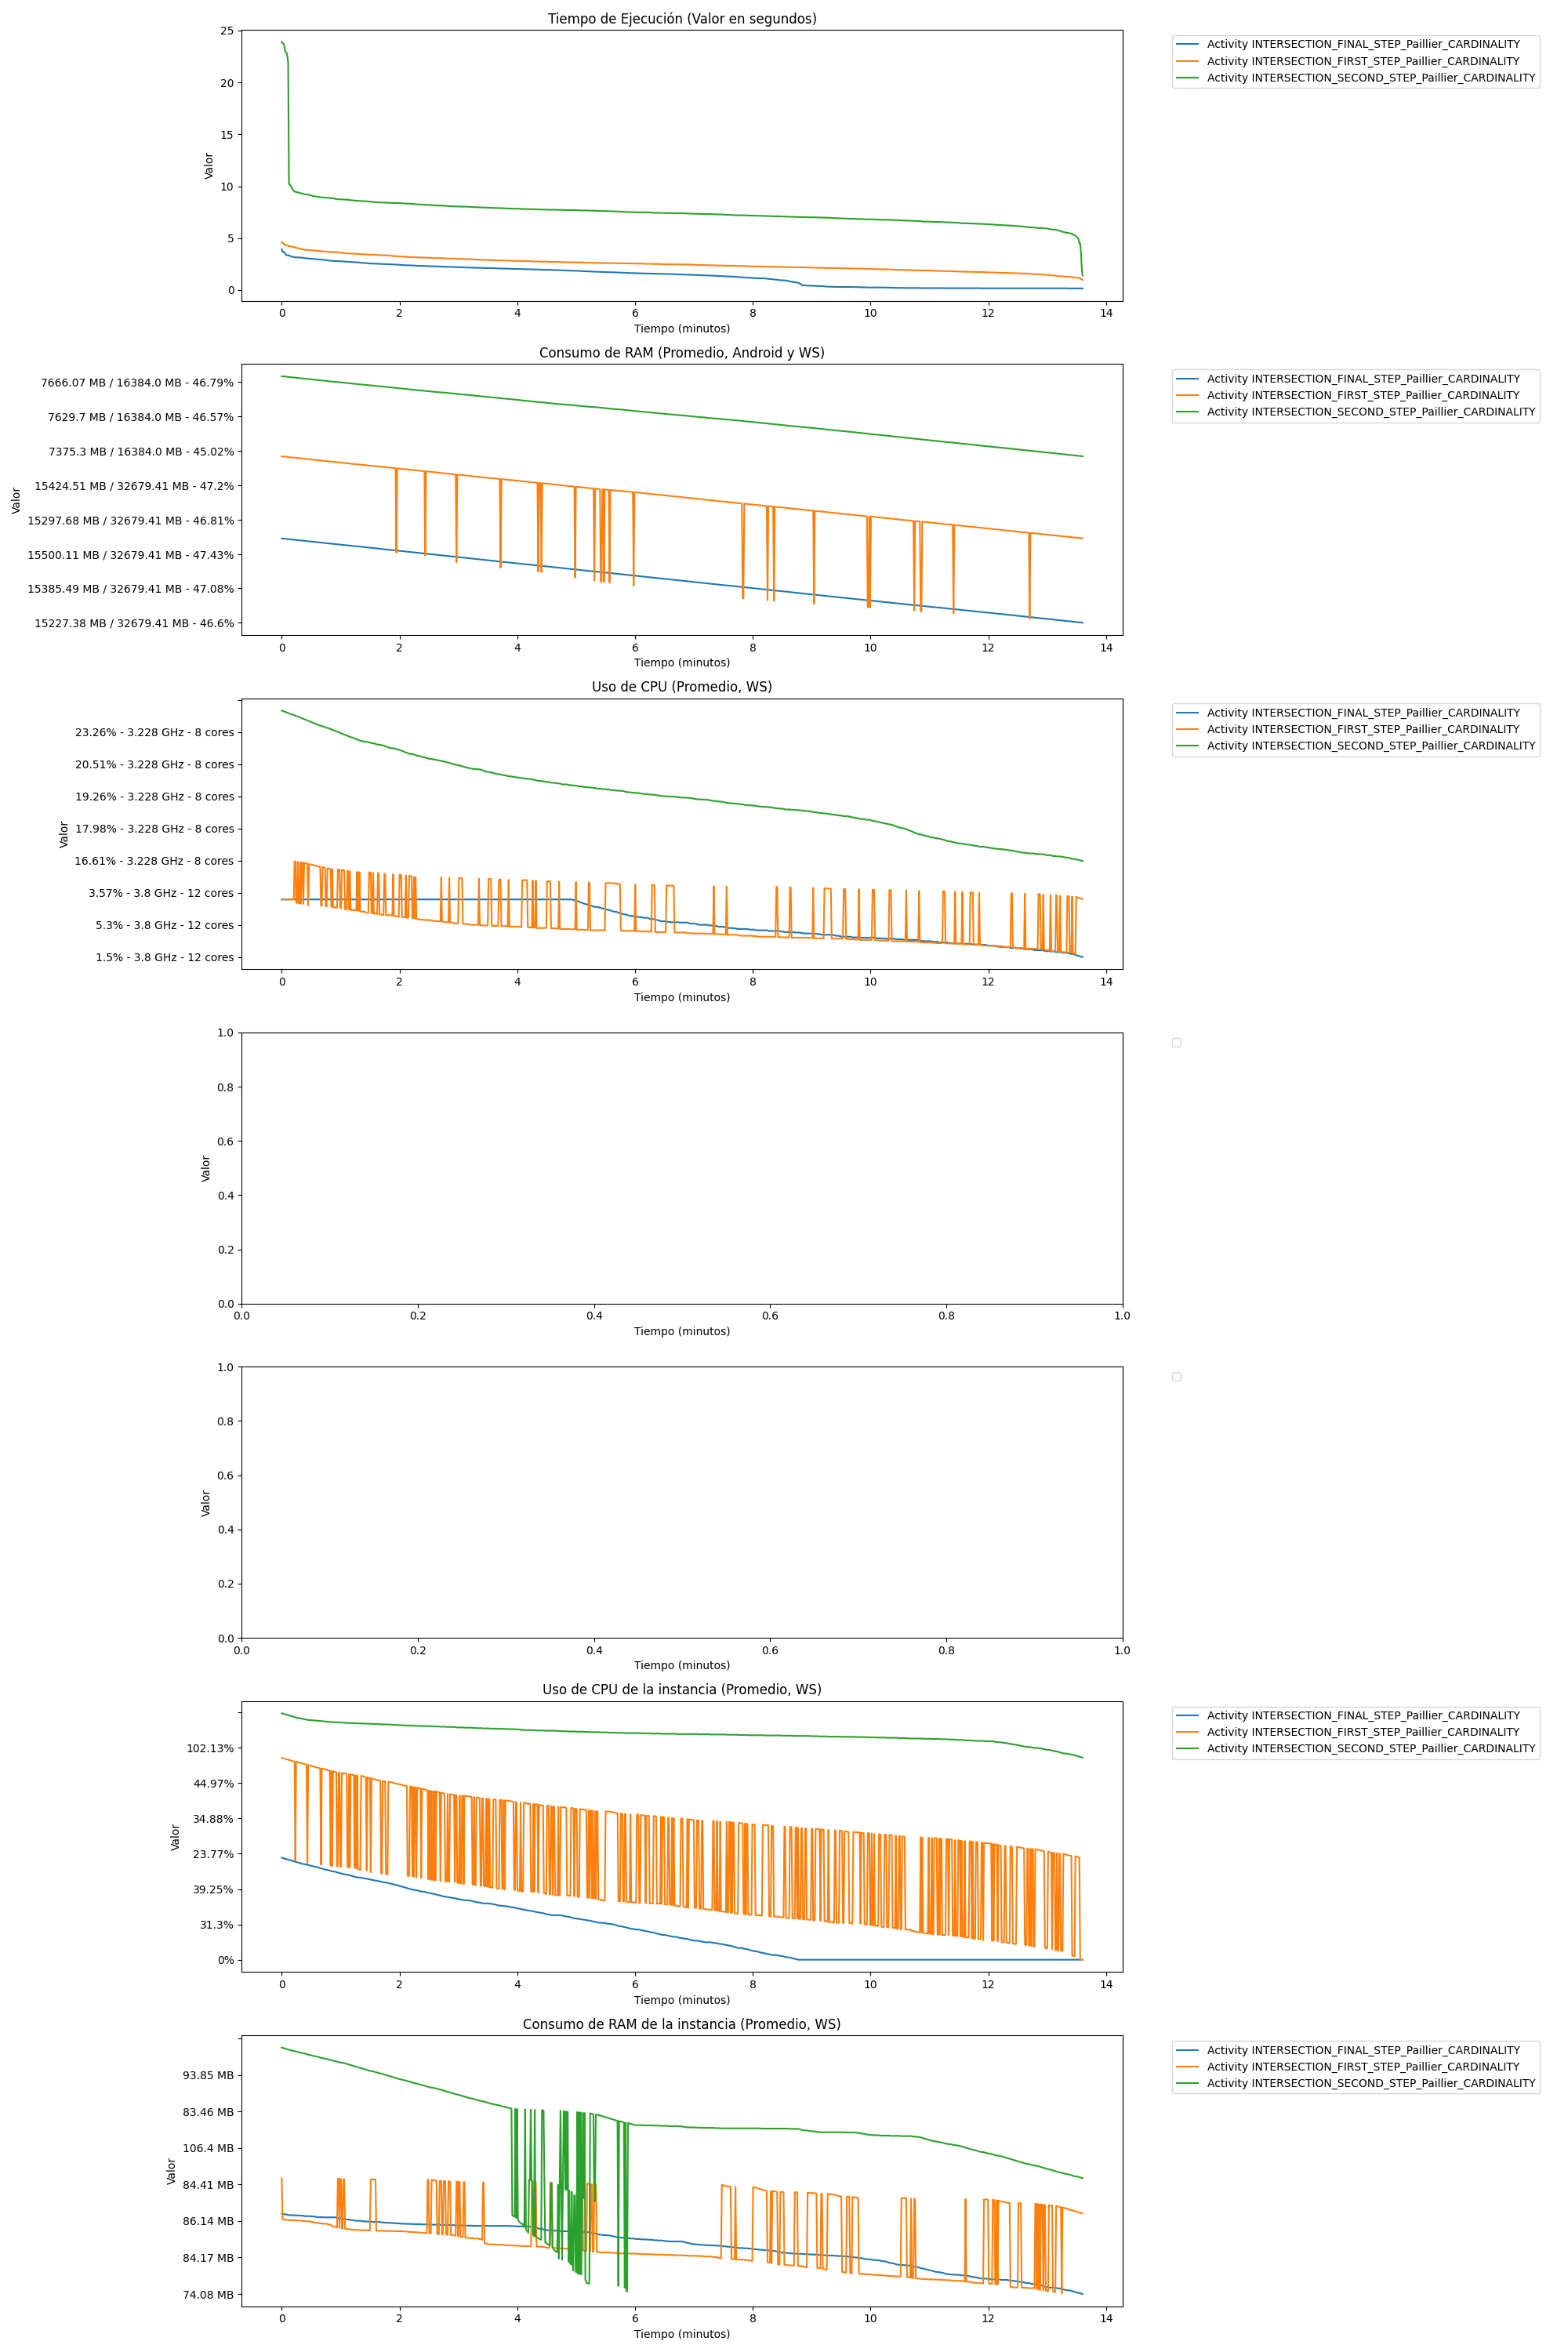 Tiempo de Ejecución (Valor en segundos)
25
20
15
10
5
0
Valor
0 2 4 6 8 10 12 14
Tiempo (minutos)
Activity INTERSECTION_FINAL_STEP_Paillier_CARDINALITY
Activity INTERSECTION_FIRST_STEP_Paillier_CARDINALITY
Activity INTERSECTION_SECOND_STEP_Paillier_CARDINALITY
Consumo de RAM (Promedio, Android y WS)
7666.07 MB / 16384.0 MB - 46.79%
7629.7 MB / 16384.0 MB - 46.57%
7375.3 MB / 16384.0 MB - 45.02%
15424.51 MB / 32679.41 MB - 47.2%
15297.68 MB / 32679.41 MB - 46.81%
15500.11 MB / 32679.41 MB - 47.43%
15385.49 MB / 32679.41 MB - 47.08%
15227.38 MB / 32679.41 MB - 46.6%
Valor
0 2 4 6 8 10 12 14
Tiempo (minutos)
Activity INTERSECTION_FINAL_STEP_Paillier_CARDINALITY
Activity INTERSECTION_FIRST_STEP_Paillier_CARDINALITY
Activity INTERSECTION_SECOND_STEP_Paillier_CARDINALITY
Uso de CPU (Promedio, WS)
23.26% - 3.228 GHz - 8 cores
20.51% - 3.228 GHz - 8 cores
19.26% - 3.228 GHz - 8 cores
17.98% - 3.228 GHz - 8 cores
16.61% - 3.228 GHz - 8 cores
3.57% - 3.8 GHz - 12 cores
5.3% - 3.8 GHz - 12 cores
1.5% - 3.8 GHz - 12 cores
Valor
0 2 4 6 8 10 12 14
Tiempo (minutos)
Activity INTERSECTION_FINAL_STEP_Paillier_CARDINALITY
Activity INTERSECTION_FIRST_STEP_Paillier_CARDINALITY
Activity INTERSECTION_SECOND_STEP_Paillier_CARDINALITY
1.0
0.8
0.6
0.4
0.2
0.0
Valor
0.0 0.2 0.4 0.6 0.8 1.0
Tiempo (minutos)
1.0
0.8
0.6
0.4
0.2
0.0
Valor
0.0 0.2 0.4 0.6 0.8 1.0
Tiempo (minutos)
Uso de CPU de la instancia (Promedio, WS)
102.13%
44.97%
34.88%
23.77%
39.25%
31.3%
0%
Valor
0 2 4 6 8 10 12 14
Tiempo (minutos)
Activity INTERSECTION_FINAL_STEP_Paillier_CARDINALITY
Activity INTERSECTION_FIRST_STEP_Paillier_CARDINALITY
Activity INTERSECTION_SECOND_STEP_Paillier_CARDINALITY
Consumo de RAM de la instancia (Promedio, WS)
93.85 MB
83.46 MB
106.4 MB
84.41 MB
86.14 MB
84.17 MB
74.08 MB
Valor
0 2 4 6 8 10 12 14
Tiempo (minutos)
Activity INTERSECTION_FINAL_STEP_Paillier_CARDINALITY
Activity INTERSECTION_FIRST_STEP_Paillier_CARDINALITY
Activity INTERSECTION_SECOND_STEP_Paillier_CARDINALITY